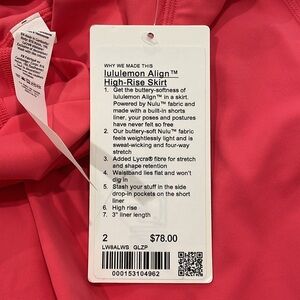 WHY WE MADE THIS
lululemon Align™
High-Rise Skirt
1. Get the buttery-softness of
lululemon Align™ in a skirt.
Powered by Nulu™ fabric and
made with a built-in shorts
liner, your poses and postures
have never felt so free
2. Our buttery-soft Nulu™ fabric
feels weightlessly light and is
sweat-wicking and four-way
stretch
3. Added Lycra® fibre for stretch
and shape retention
4. Waistband lies flat and won't
dig in
5. Stash your stuff in the side
drop-in pockets on the short
liner
6. High rise
7. 3" liner length
2 $78.00
LW8ALWS GLZP
000153104962